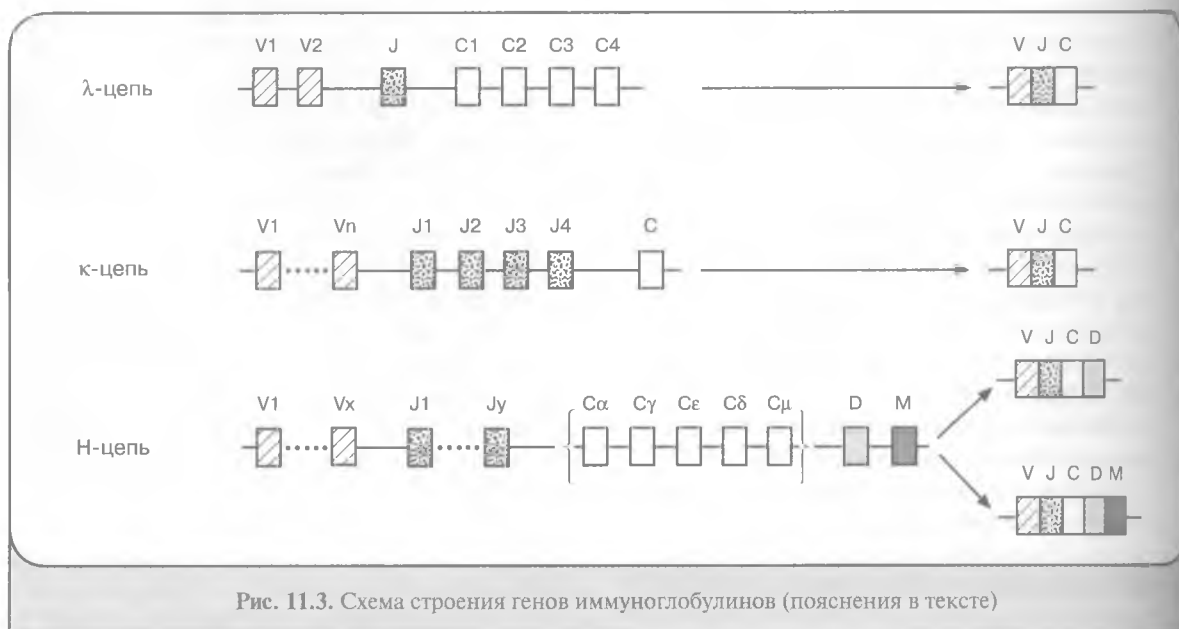 V1 V2 J C1 C2 C3 C4 V J C
λ-цепь
V1 Vn J1 J2 J3 J4 C V J C
κ-цепь
V J C D
V1 Vx J1 Jy Cα Cγ Cε Cδ Cμ D M
H-цепь
V J C D M
Рис. 11.3. Схема строения генов иммуноглобулинов (пояснения в тексте)